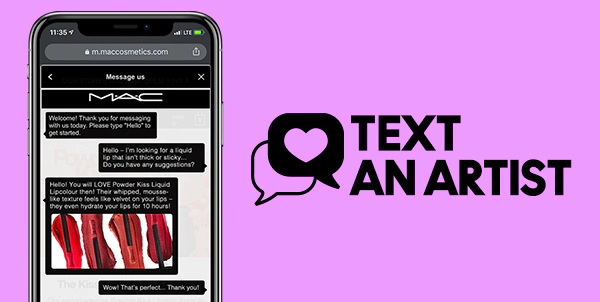 11:35
LTE
m.maccosmetics.com
Message us
MAC
Welcome! Thank you for messaging
with us today. Please type "Hello" to
get started.
Hello – I'm looking for a liquid
lip that isn't thick or sticky...
Do you have any suggestions?
Hello! You will LOVE Powder Kiss Liquid
Lipcolour then! Their whipped, mousse-
like texture feels like velvet on your lips –
they even hydrate your lips for 10 hours!
Wow! That's perfect... Thank you!
TEXT
AN ARTIST